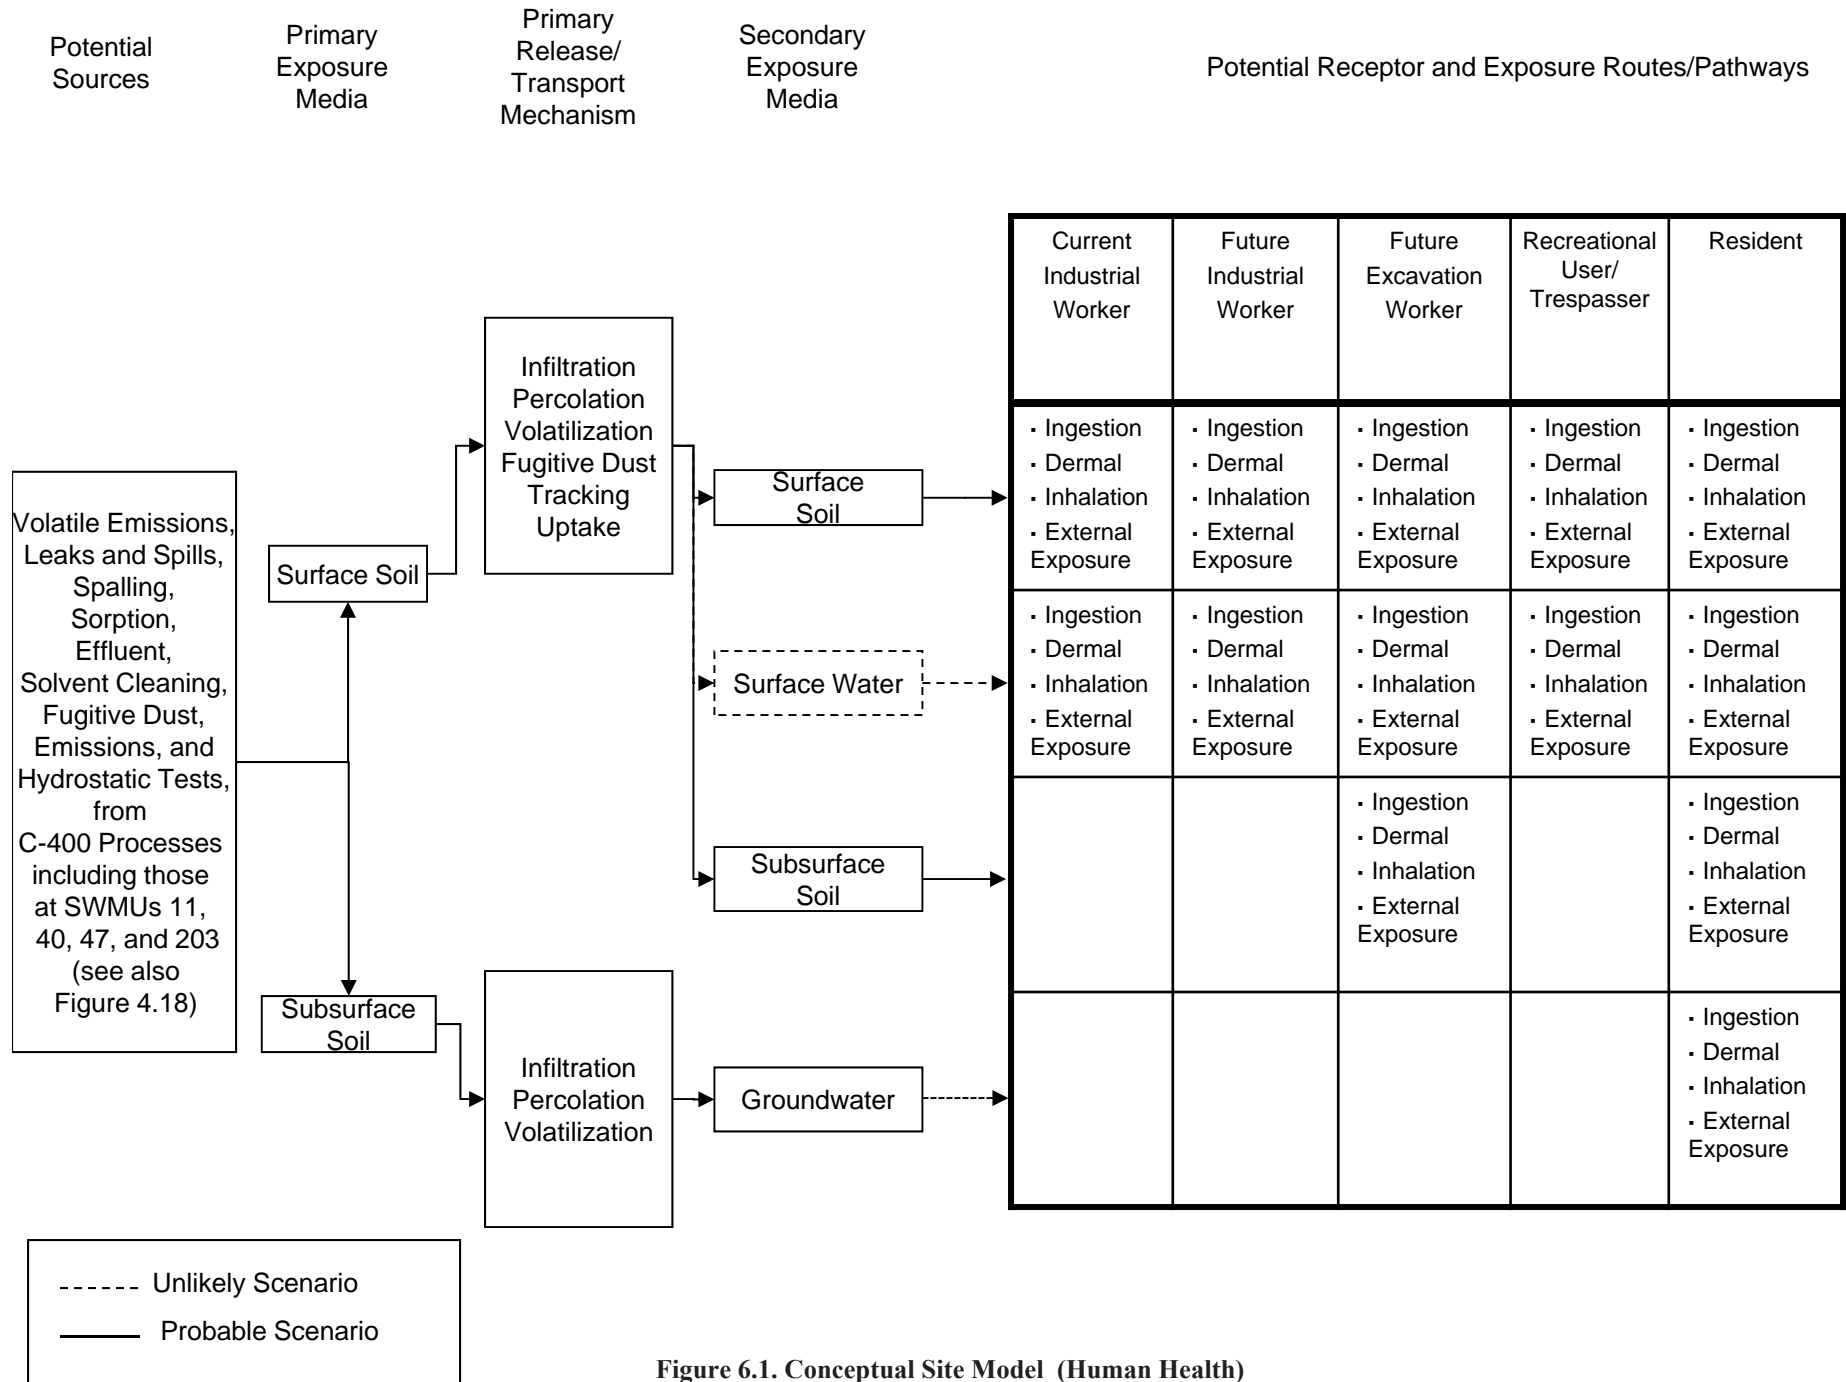 Potential
Sources
Primary
Exposure
Media
Primary
Release/
Transport
Mechanism
Secondary
Exposure
Media
Potential Receptor and Exposure Routes/Pathways
Volatile Emissions,
Leaks and Spills,
Spalling,
Sorption,
Effluent,
Solvent Cleaning,
Fugitive Dust,
Emissions, and
Hydrostatic Tests,
from
C-400 Processes
including those
at SWMUs 11,
40, 47, and 203
(see also
Figure 4.18)
Surface Soil
Subsurface
Soil
Infiltration
Percolation
Volatilization
Fugitive Dust
Tracking
Uptake
Infiltration
Percolation
Volatilization
Surface
Soil
Surface Water
Subsurface
Soil
Groundwater
Current
Industrial
Worker
Future
Industrial
Worker
Future
Excavation
Worker
Recreational
User/
Trespasser
Resident
· Ingestion
· Dermal
· Inhalation
· External
Exposure
· Ingestion
· Dermal
· Inhalation
· External
Exposure
· Ingestion
· Dermal
· Inhalation
· External
Exposure
· Ingestion
· Dermal
· Inhalation
· External
Exposure
· Ingestion
· Dermal
· Inhalation
· External
Exposure
· Ingestion
· Dermal
· Inhalation
· External
Exposure
· Ingestion
· Dermal
· Inhalation
· External
Exposure
· Ingestion
· Dermal
· Inhalation
· External
Exposure
· Ingestion
· Dermal
· Inhalation
· External
Exposure
· Ingestion
· Dermal
· Inhalation
· External
Exposure
· Ingestion
· Dermal
· Inhalation
· External
Exposure
· Ingestion
· Dermal
· Inhalation
· External
Exposure
· Ingestion
· Dermal
· Inhalation
· External
Exposure
Unlikely Scenario
Probable Scenario
Figure 6.1. Conceptual Site Model (Human Health)